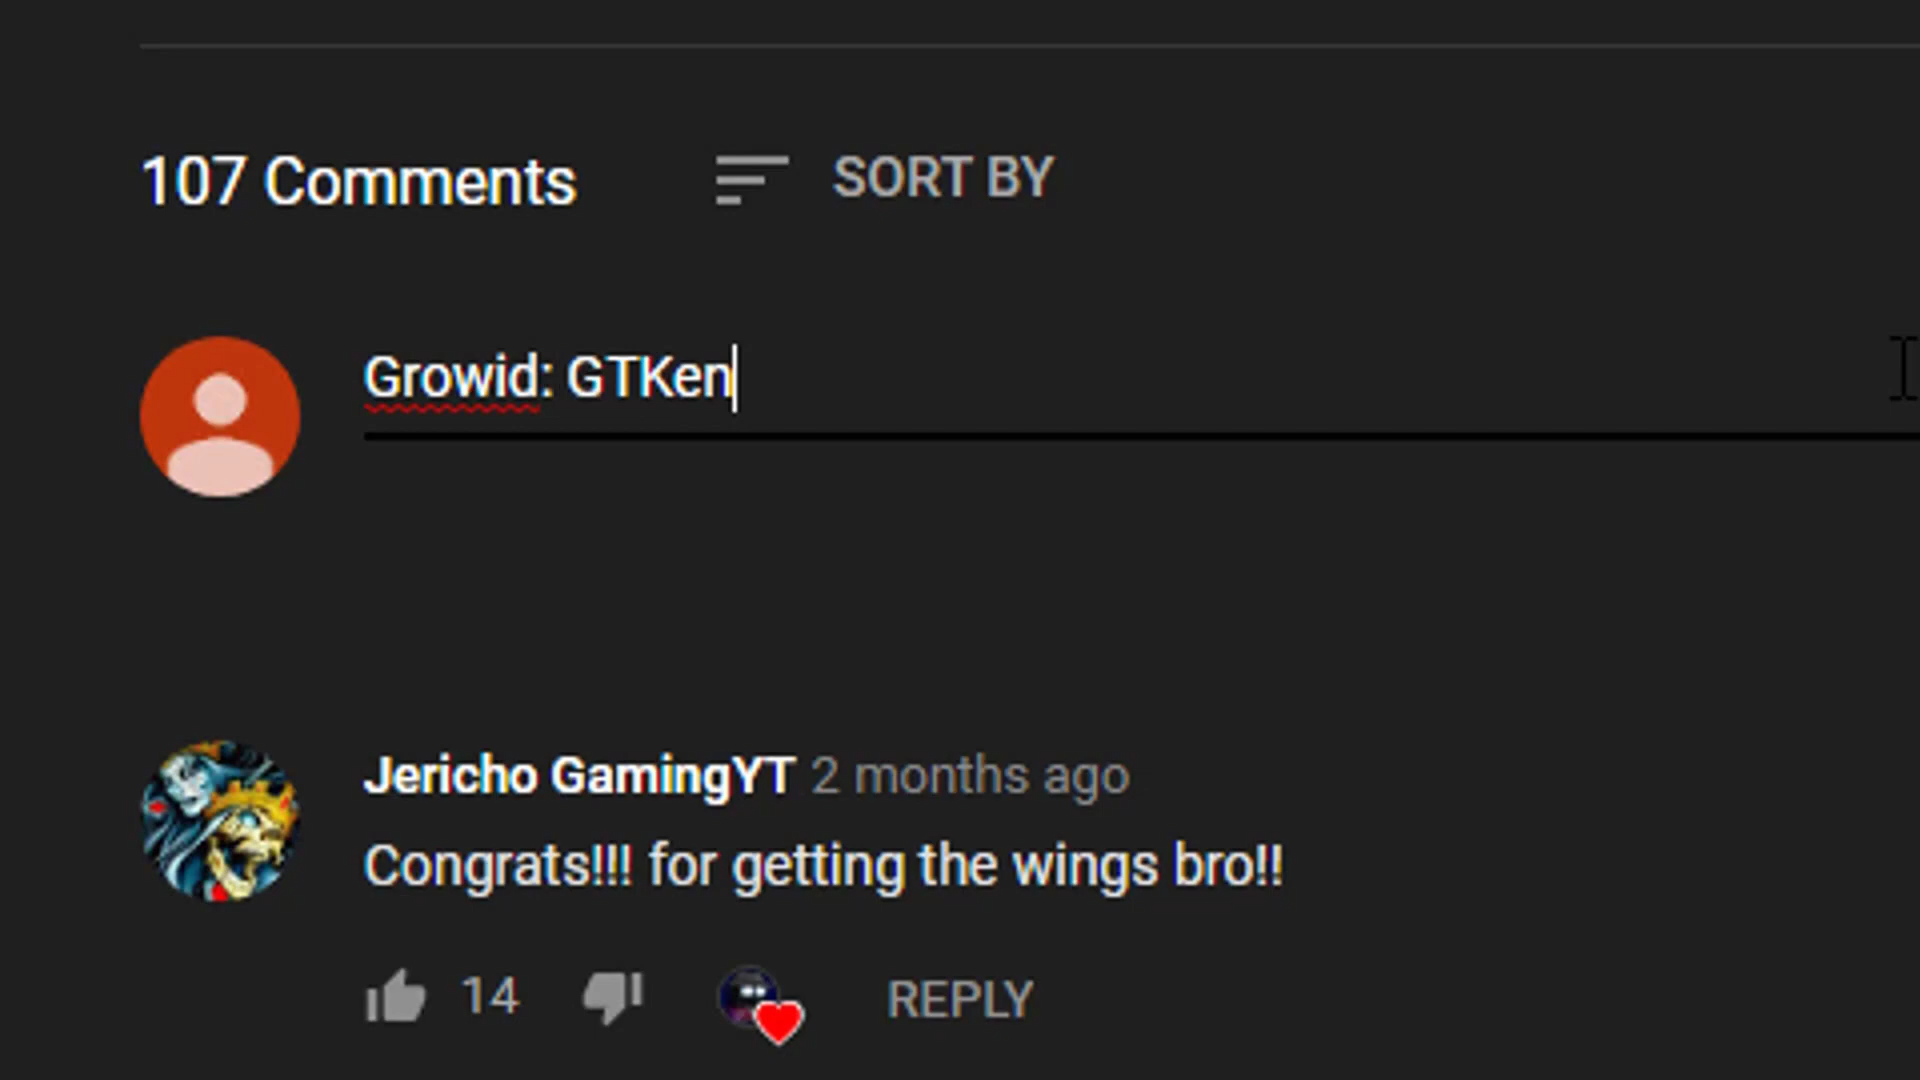 107 Comments
SORT BY
Growid: GTKen
Jericho GamingYT 2 months ago
Congrats!!! for getting the wings bro!!
14
REPLY